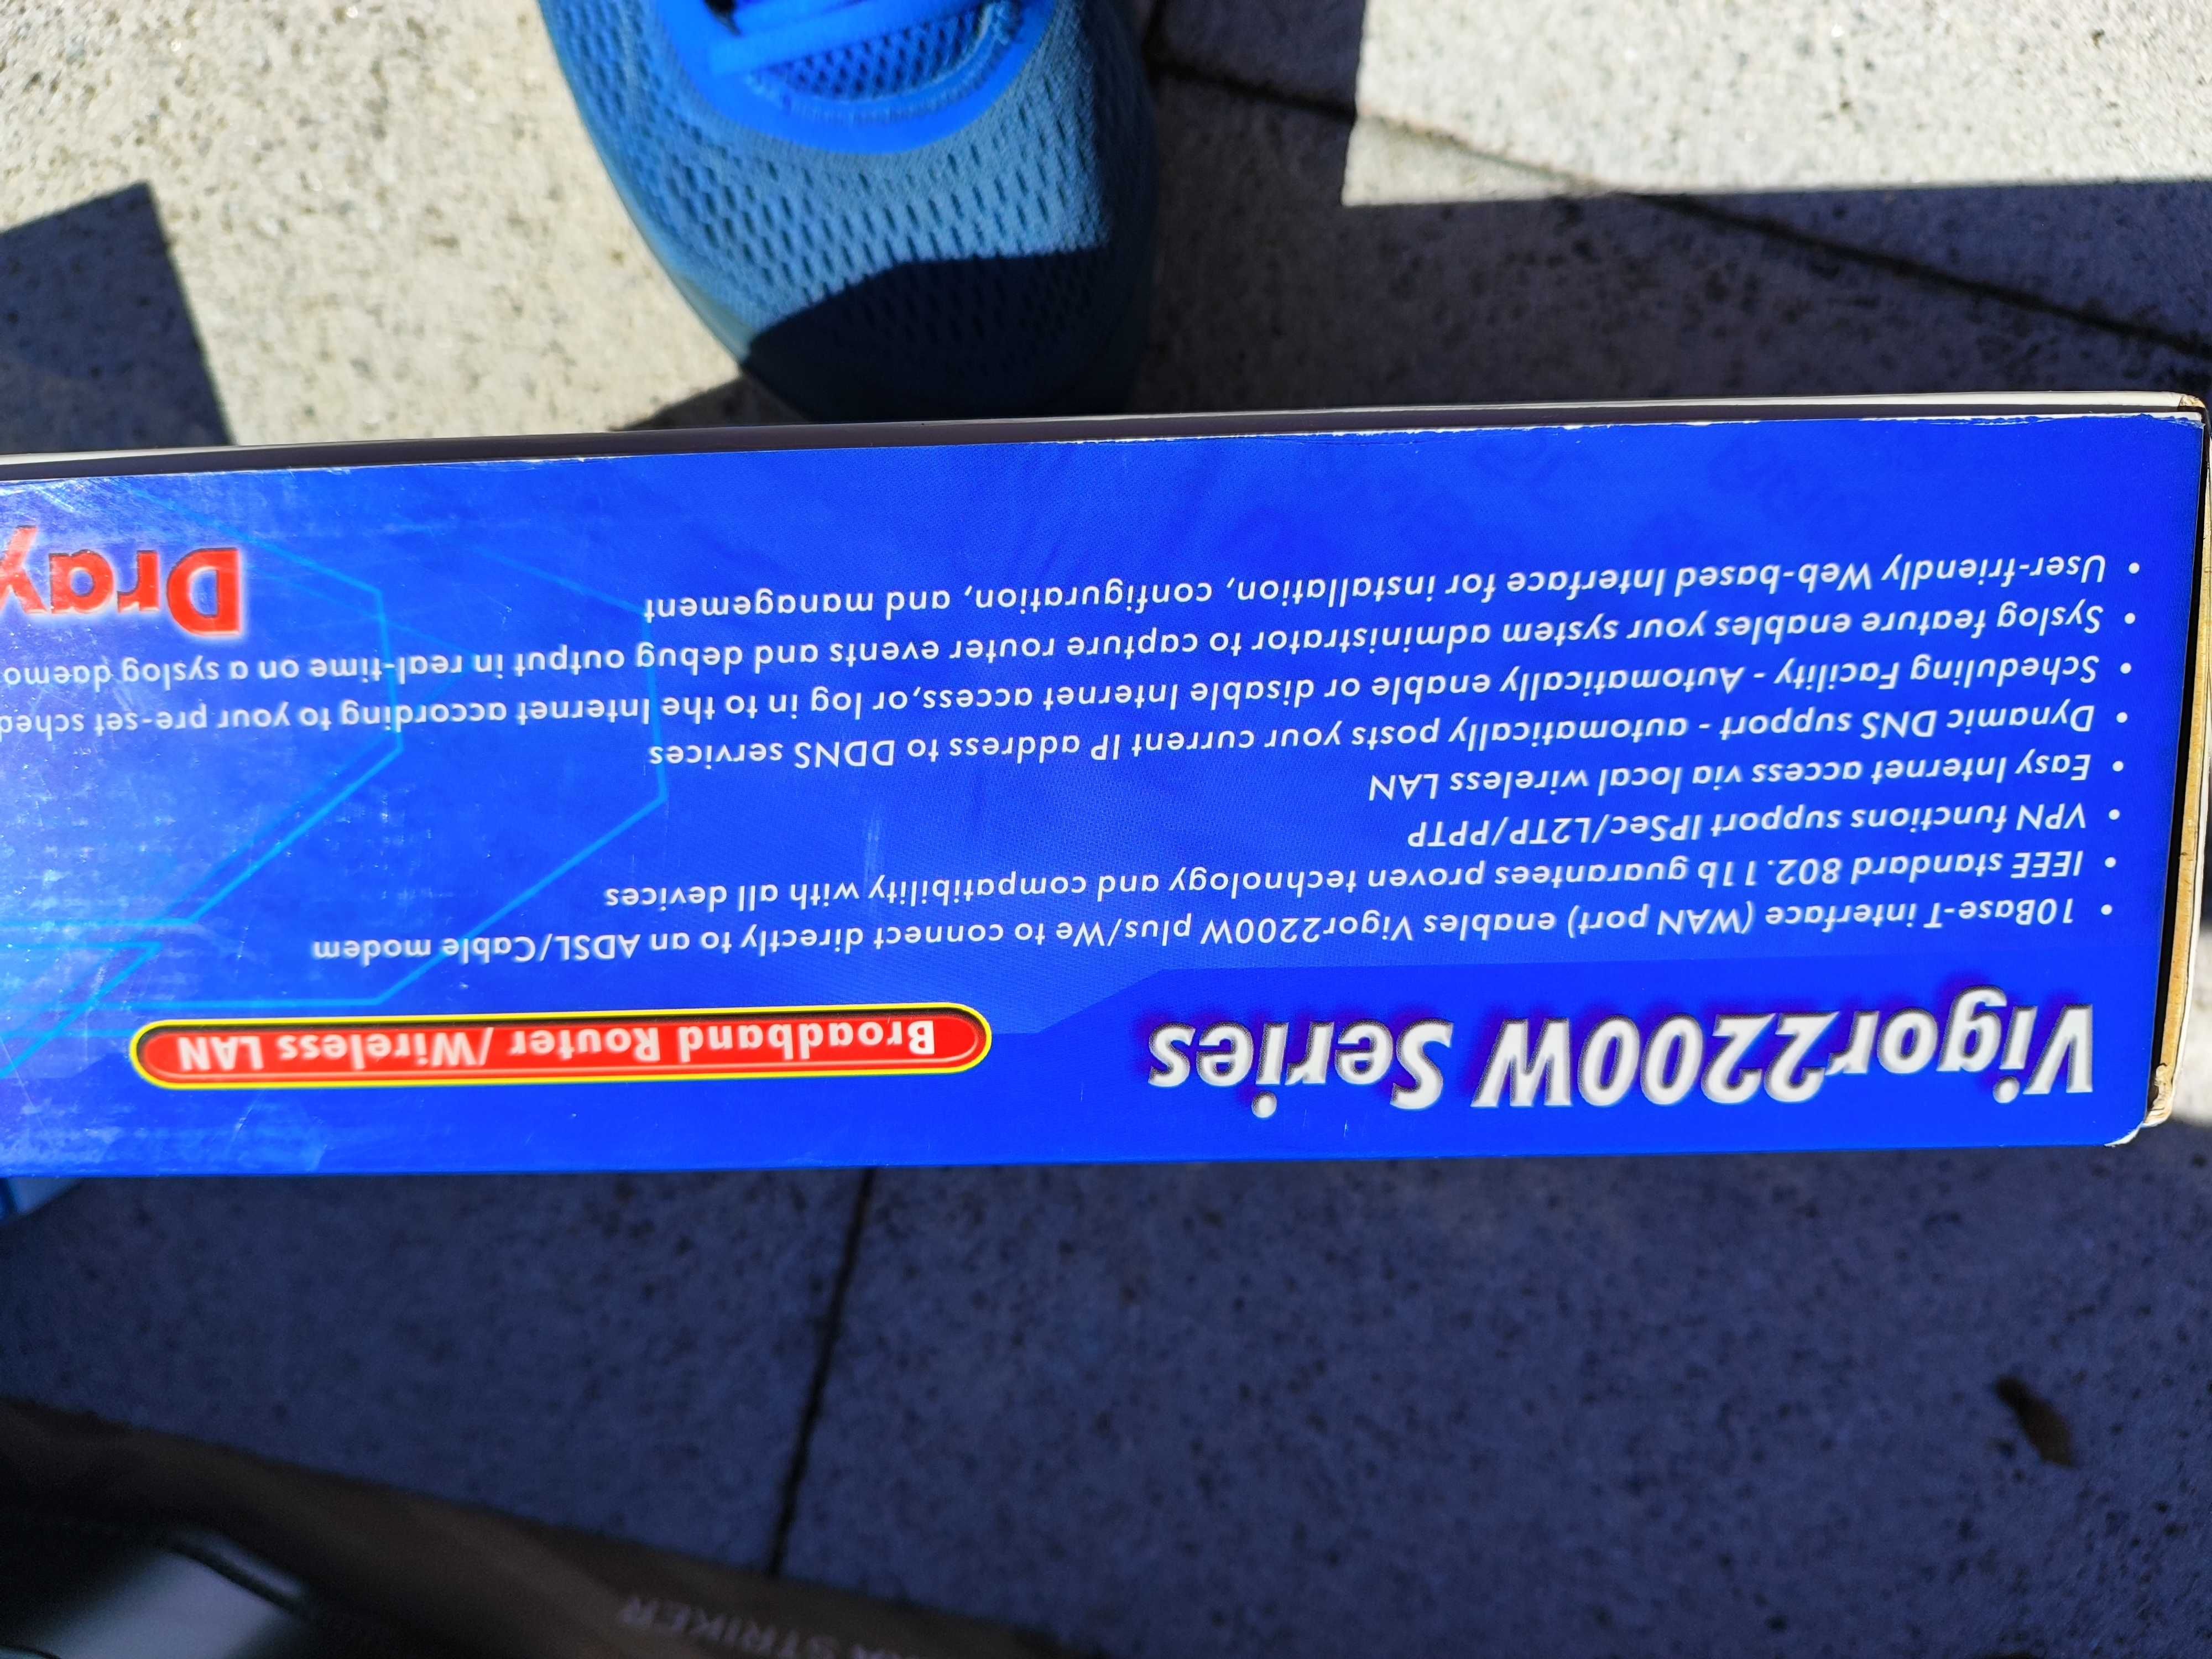 Vigor2200W Series
Broadband Router/Wireless LAN
• 10Base-T interface (WAN port) enables Vigor2200W plus/We to connect directly to an ADSL/Cable modem
• IEEE standard 802.11b guarantees proven technology and compatibility with all devices
• VPN functions support IPSec/L2TP/PPTP
• Easy Internet access via local wireless LAN
• Dynamic DNS support - automatically posts your current IP address to DDNS services
• Scheduling Facility - Automatically enable or disable Internet access,or log in to the Internet according to your pre-set sched
• Syslog feature enables your system administrator to capture router events and debug output in real-time on a syslog daemo
• User-friendly Web-based Interface for installation, configuration, and management
Dray
STRIKER